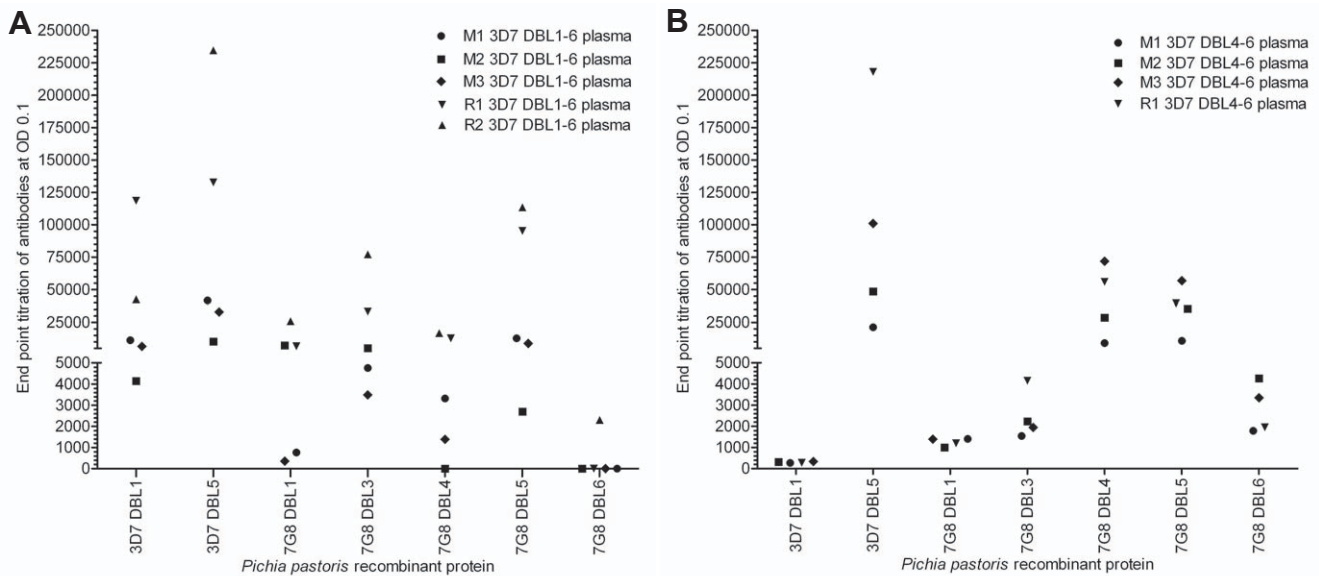 A
End point titration of antibodies at OD 0.1
250000
225000
200000
175000
150000
125000
100000
75000
50000
25000
5000
4000
3000
2000
1000
0
M1 3D7 DBL1-6 plasma
M2 3D7 DBL1-6 plasma
M3 3D7 DBL1-6 plasma
R1 3D7 DBL1-6 plasma
R2 3D7 DBL1-6 plasma
3D7 DBL1
3D7 DBL5
7G8 DBL1
7G8 DBL3
7G8 DBL4
7G8 DBL5
7G8 DBL6
Pichia pastoris recombinant protein
B
End point titration of antibodies at OD 0.1
250000
225000
200000
175000
150000
125000
100000
75000
50000
25000
5000
4000
3000
2000
1000
0
M1 3D7 DBL4-6 plasma
M2 3D7 DBL4-6 plasma
M3 3D7 DBL4-6 plasma
R1 3D7 DBL4-6 plasma
3D7 DBL1
3D7 DBL5
7G8 DBL1
7G8 DBL3
7G8 DBL4
7G8 DBL5
7G8 DBL6
Pichia pastoris recombinant protein